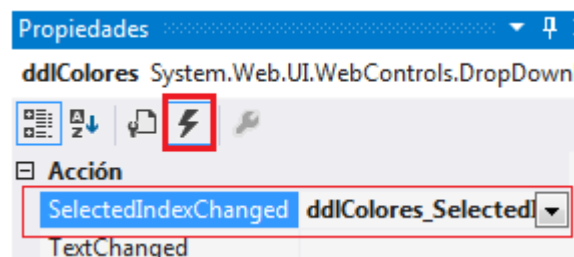 Propiedades
ddlColores System.Web.UI.WebControls.DropDown
Acción
SelectedIndexChanged ddlColores_SelectedI
TextChanged